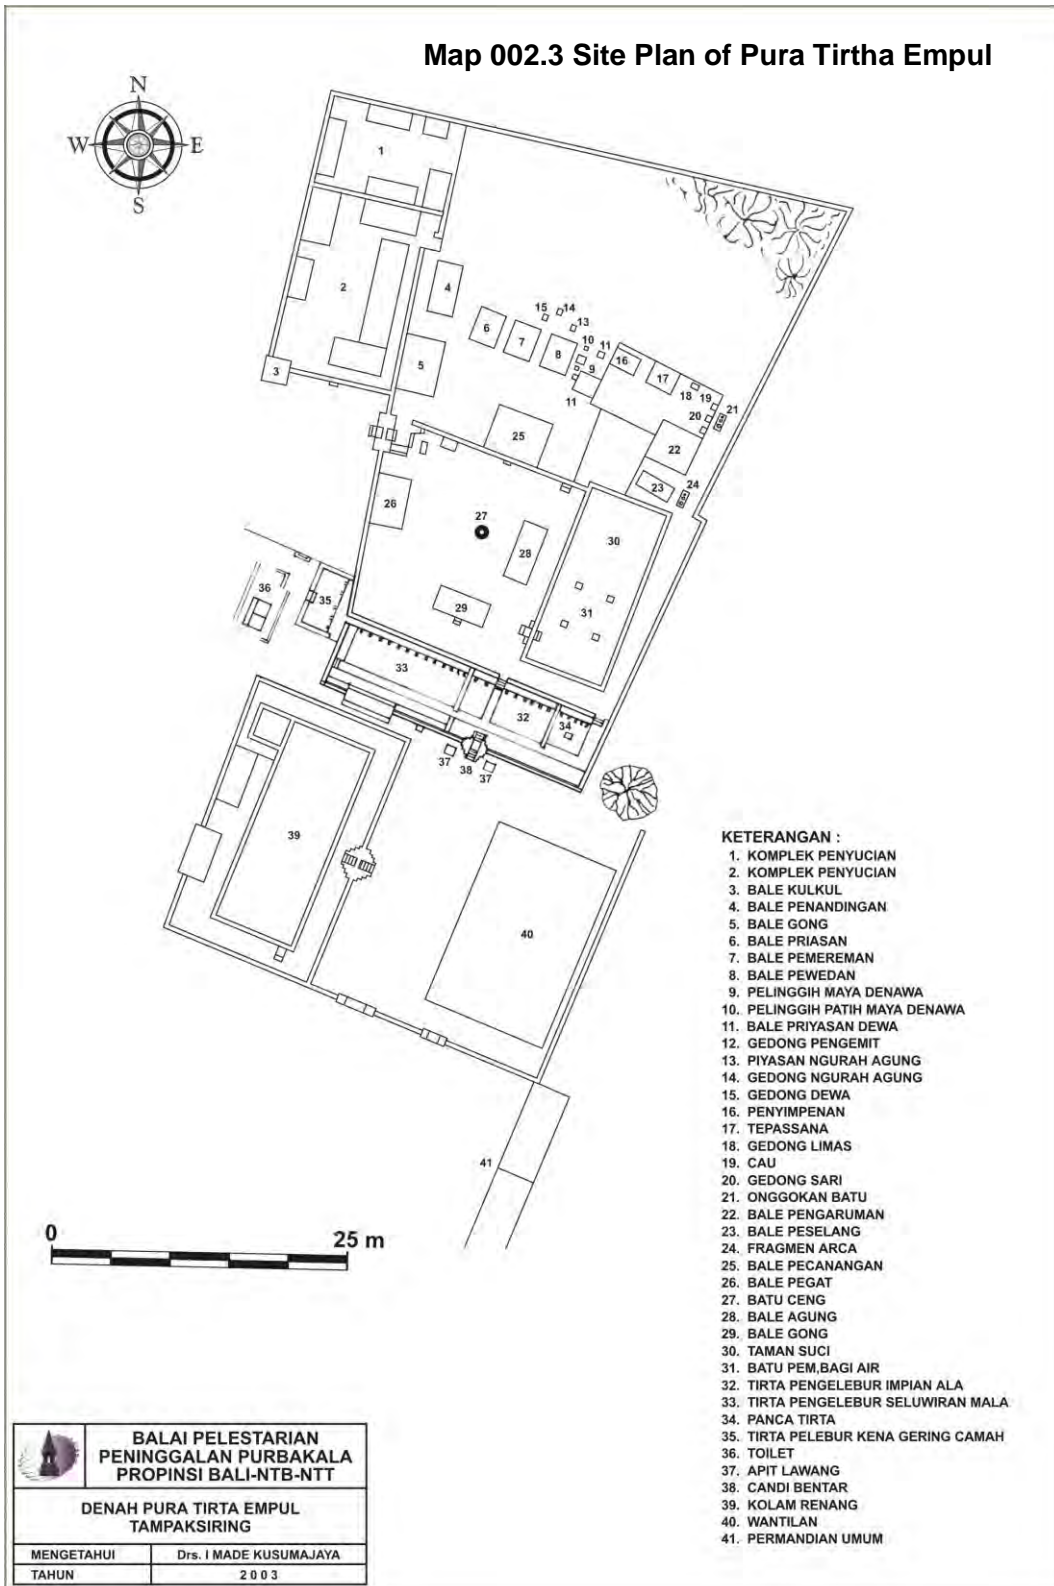 Map 002.3 Site Plan of Pura Tirtha Empul
N
W E
S
1
2
3
4
5
6
7
8
15 14
13
10 11
9
11
16
17
18
19
20
21
22
23
24
25
26
27
28
29
30
31
36
35
33
32
34
37 38 37
39
40
41
0 25 m
KETERANGAN :
1. KOMPLEK PENYUCIAN
2. KOMPLEK PENYUCIAN
3. BALE KULKUL
4. BALE PENANDINGAN
5. BALE GONG
6. BALE PRIASAN
7. BALE PEMEREMAN
8. BALE PEWEDAN
9. PELINGGIH MAYA DENAWA
10. PELINGGIH PATIH MAYA DENAWA
11. BALE PRIYASAN DEWA
12. GEDONG PENGEMIT
13. PIYASAN NGURAH AGUNG
14. GEDONG NGURAH AGUNG
15. GEDONG DEWA
16. PENYIMPENAN
17. TEPASSANA
18. GEDONG LIMAS
19. CAU
20. GEDONG SARI
21. ONGGOKAN BATU
22. BALE PENGARUMAN
23. BALE PESELANG
24. FRAGMEN ARCA
25. BALE PECANANGAN
26. BALE PEGAT
27. BATU CENG
28. BALE AGUNG
29. BALE GONG
30. TAMAN SUCI
31. BATU PEM,BAGI AIR
32. TIRTA PENGELEBUR IMPIAN ALA
33. TIRTA PENGELEBUR SELUWIRAN MALA
34. PANCA TIRTA
35. TIRTA PELEBUR KENA GERING CAMAH
36. TOILET
37. APIT LAWANG
38. CANDI BENTAR
39. KOLAM RENANG
40. WANTILAN
41. PERMANDIAN UMUM
BALAI PELESTARIAN
PENINGGALAN PURBAKALA
PROPINSI BALI-NTB-NTT
DENAH PURA TIRTA EMPUL
TAMPAKSIRING
MENGETAHUI Drs. I MADE KUSUMAJAYA
TAHUN 2 0 0 3